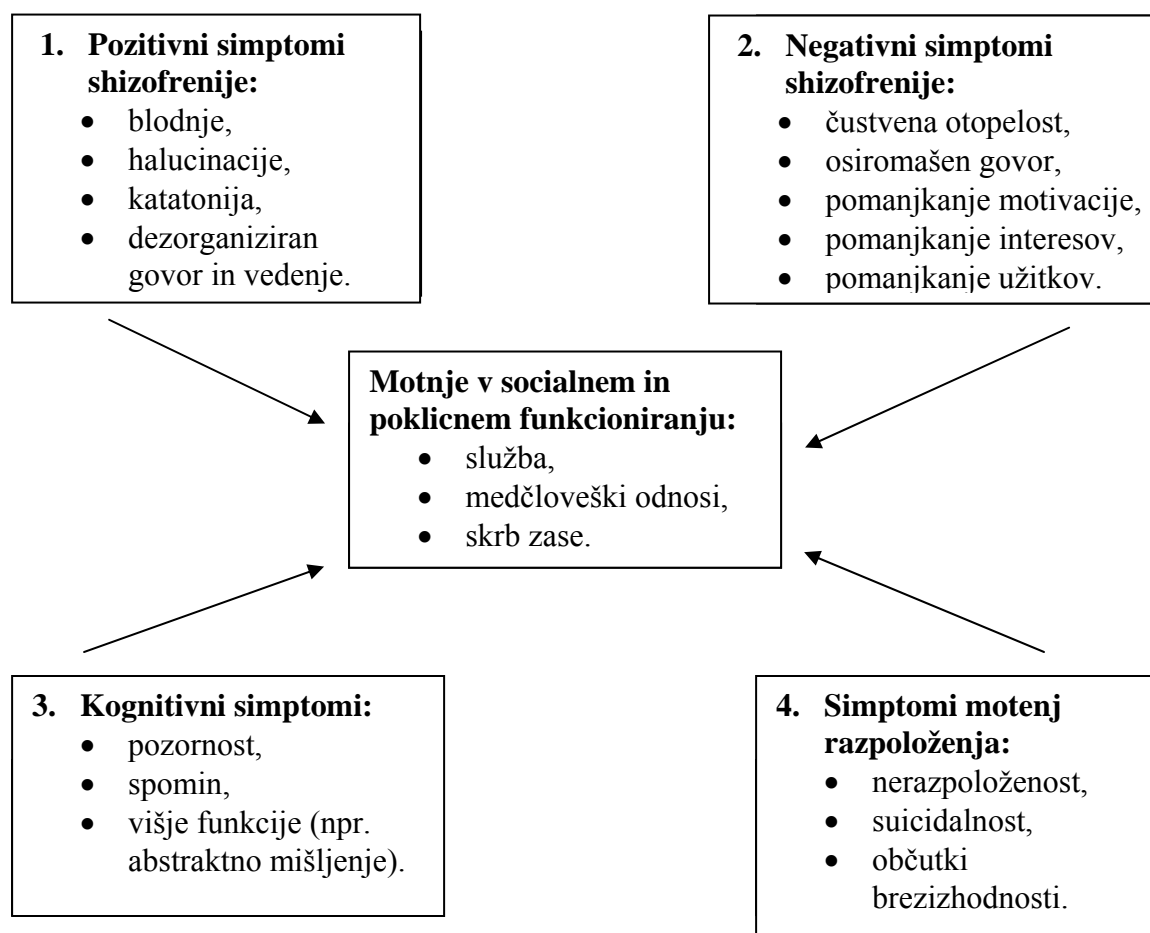 1. Pozitivni simptomi
shizofrenije:
• blodnje,
• halucinacije,
• katatonija,
• dezorganiziran
govor in vedenje.
2. Negativni simptomi
shizofrenije:
• čustvena otopelost,
• osiromašen govor,
• pomanjkanje motivacije,
• pomanjkanje interesov,
• pomanjkanje užitkov.
Motnje v socialnem in
poklicnem funkcioniranju:
• služba,
• medčloveški odnosi,
• skrb zase.
3. Kognitivni simptomi:
• pozornost,
• spomin,
• višje funkcije (npr.
abstraktno mišljenje).
4. Simptomi motenj
razpoloženja:
• nerazpoloženost,
• suicidalnost,
• občutki
brezizhodnosti.